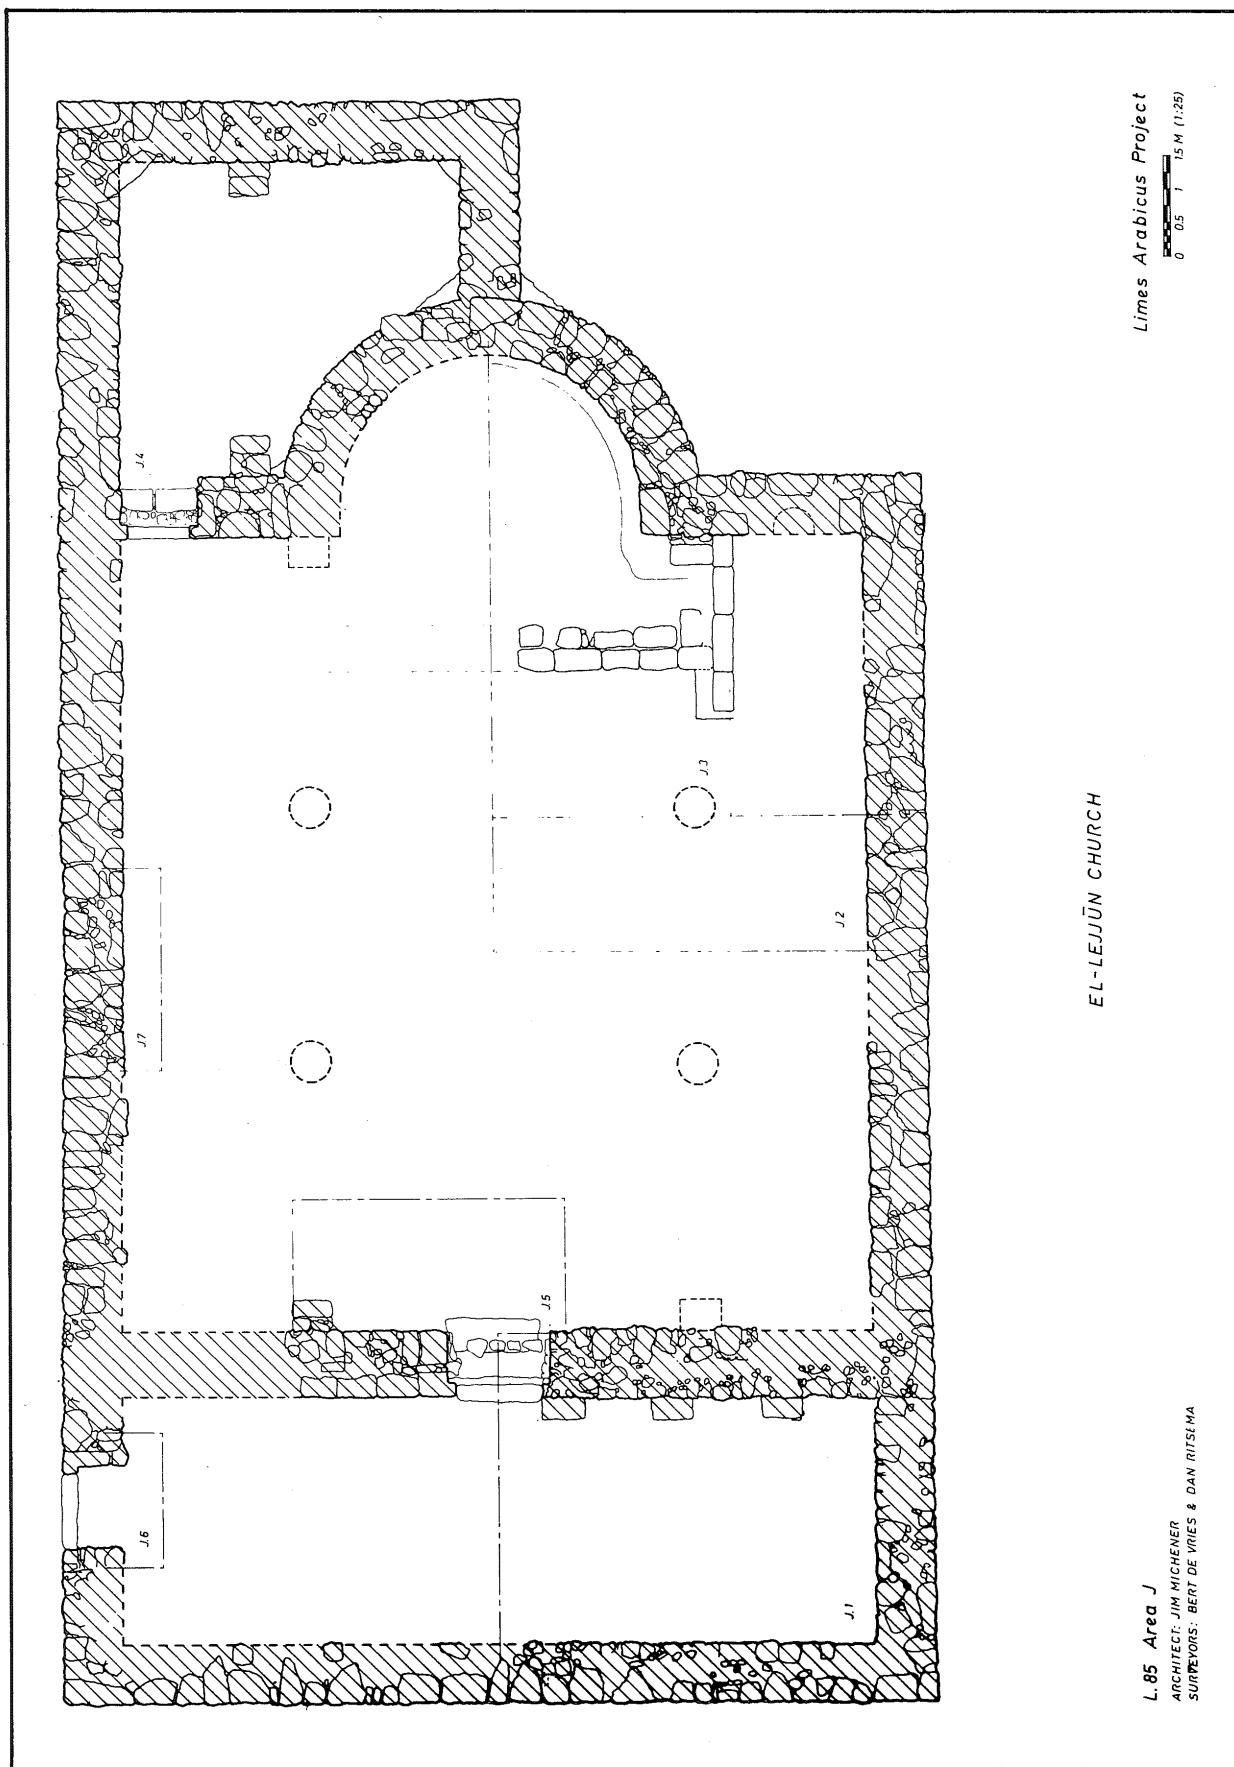 Limes Arabicus Project
0 0.5 1 1.5 M (1:25)
EL-LEJJŪN CHURCH
L.85 Area J
ARCHITECT: JIM MICHENER
SURVEYORS: BERT DE VRIES & DAN RITSEMA
J.4
J.3
J.2
J.7
J.5
J.6
J.1